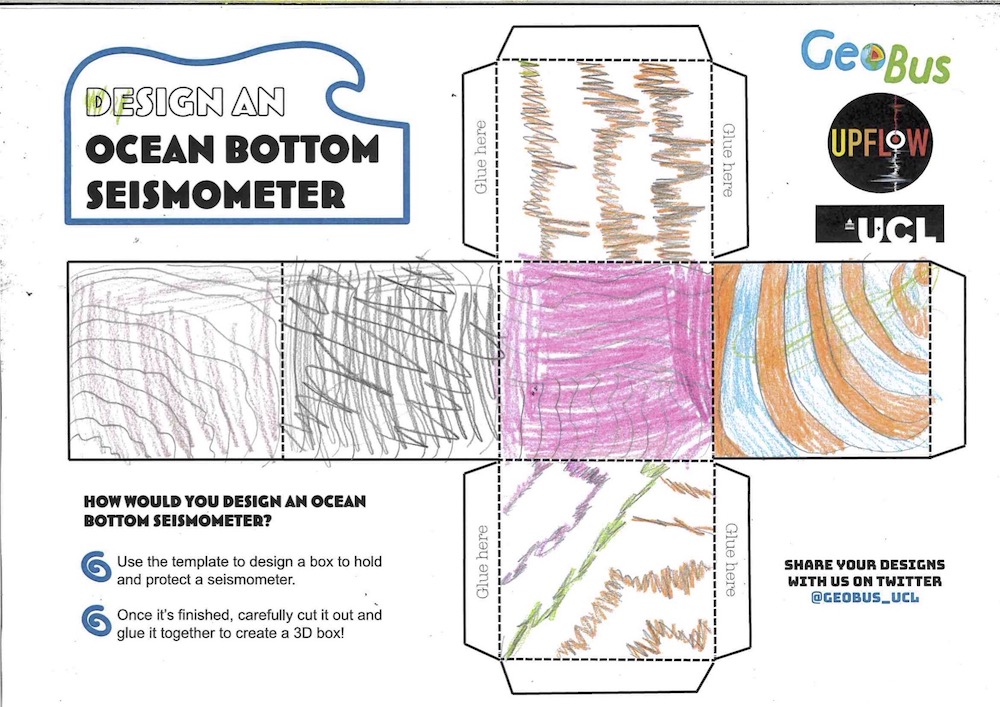 DESIGN AN
OCEAN BOTTOM
SEISMOMETER
GeoBus
UPFLOW
UCL
Glue here
Glue here
Glue here
Glue here
HOW WOULD YOU DESIGN AN OCEAN
BOTTOM SEISMOMETER?
Use the template to design a box to hold
and protect a seismometer.
Once it's finished, carefully cut it out and
glue it together to create a 3D box!
SHARE YOUR DESIGNS
WITH US ON TWITTER
@GEOBUS_UCL